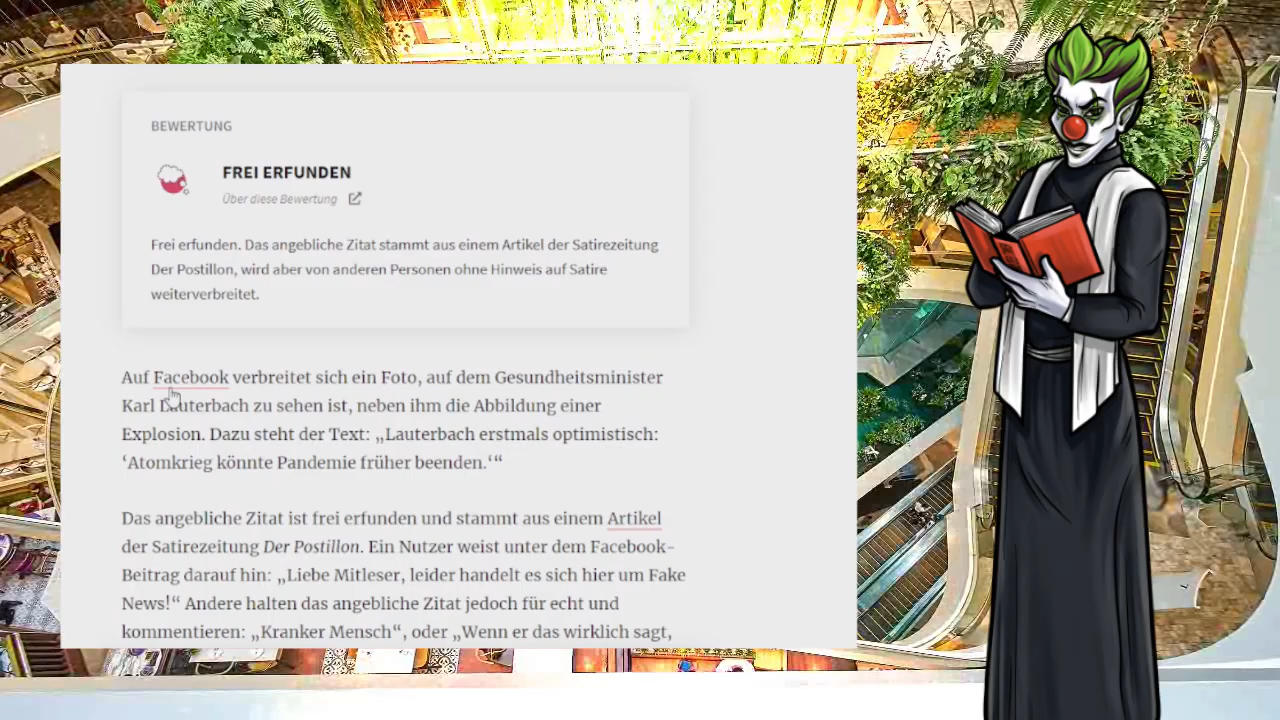 BEWERTUNG
FREI ERFUNDEN
Über diese Bewertung
Frei erfunden. Das angebliche Zitat stammt aus einem Artikel der Satirezeitung
Der Postillon, wird aber von anderen Personen ohne Hinweis auf Satire
weiterverbreitet.
Auf Facebook verbreitet sich ein Foto, auf dem Gesundheitsminister
Karl Lauterbach zu sehen ist, neben ihm die Abbildung einer
Explosion. Dazu steht der Text: „Lauterbach erstmals optimistisch:
‘Atomkrieg könnte Pandemie früher beenden.‘“
Das angebliche Zitat ist frei erfunden und stammt aus einem Artikel
der Satirezeitung Der Postillon. Ein Nutzer weist unter dem Facebook-
Beitrag darauf hin: „Liebe Mitleser, leider handelt es sich hier um Fake
News!“ Andere halten das angebliche Zitat jedoch für echt und
kommentieren: „Kranker Mensch“, oder „Wenn er das wirklich sagt,